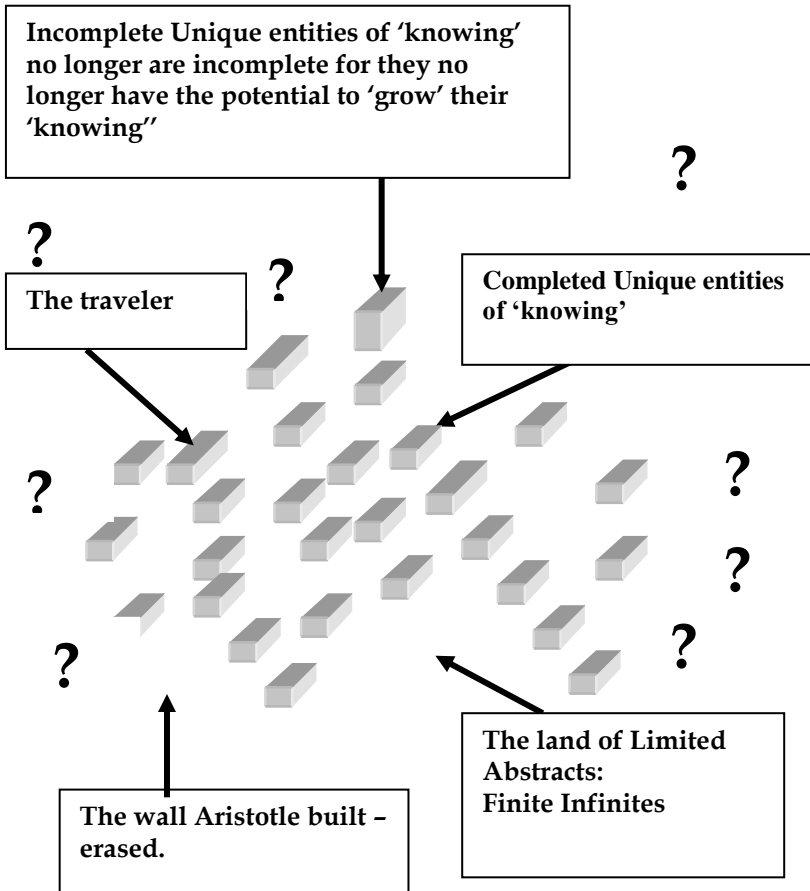 Incomplete Unique entities of ‘knowing’
no longer are incomplete for they no
longer have the potential to ‘grow’ their
‘knowing’’
?
?
?
The traveler
Completed Unique entities
of ‘knowing’
?
?
?
?
?
The land of Limited
Abstracts:
Finite Infinites
The wall Aristotle built –
erased.